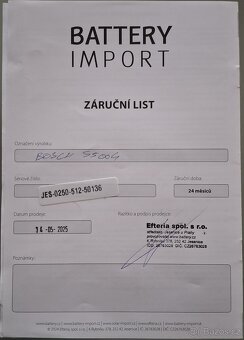 BATTERY
IMPORT
ZÁRUČNÍ LIST
Označení výrobku:
BOSCH S5004
Sériové číslo:
JES-0250-512-50136
Záruční doba:
24 měsíců
Datum prodeje:
14 -05- 2025
Razítko a podpis prodejce:
Efteria spol. s r.o.
Poznámky: